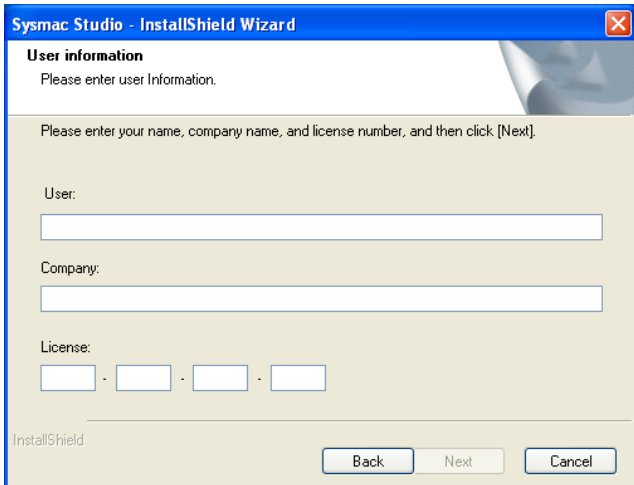 Sysmac Studio - InstallShield Wizard
User information
Please enter user Information.
Please enter your name, company name, and license number, and then click [Next].
User:
Company:
License:
- - -
InstallShield
Back Next Cancel